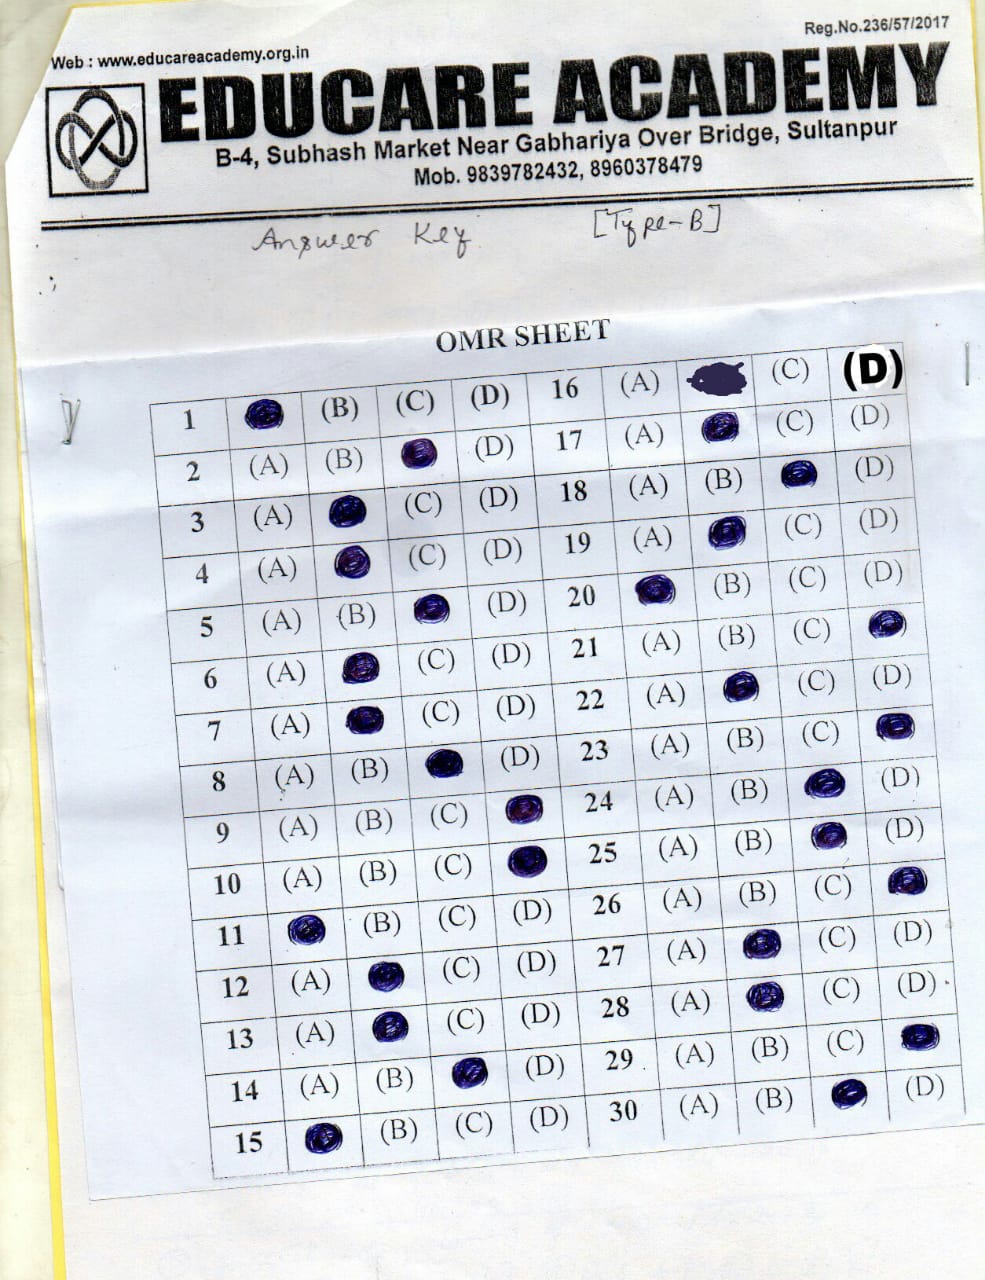 Reg.No.236/57/2017
Web : www.educareacademy.org.in
EDUCARE ACADEMY
B-4, Subhash Market Near Gabhariya Over Bridge, Sultanpur
Mob. 9839782432, 8960378479
Answer Key [Type-B]
OMR SHEET
1 (B) (C) (D) 16 (A) (C) (D)
2 (A) (B) (D) 17 (A) (C) (D)
3 (A) (C) (D) 18 (A) (B) (D)
4 (A) (C) (D) 19 (A) (C) (D)
5 (A) (B) (D) 20 (B) (C) (D)
6 (A) (C) (D) 21 (A) (B) (C)
7 (A) (C) (D) 22 (A) (C) (D)
8 (A) (B) (D) 23 (A) (B) (C)
9 (A) (B) (C) 24 (A) (B) (D)
10 (A) (B) (C) 25 (A) (B) (D)
11 (B) (C) (D) 26 (A) (B) (C)
12 (A) (C) (D) 27 (A) (C) (D)
13 (A) (C) (D) 28 (A) (C) (D)
14 (A) (B) (D) 29 (A) (B) (C)
15 (B) (C) (D) 30 (A) (B) (D)